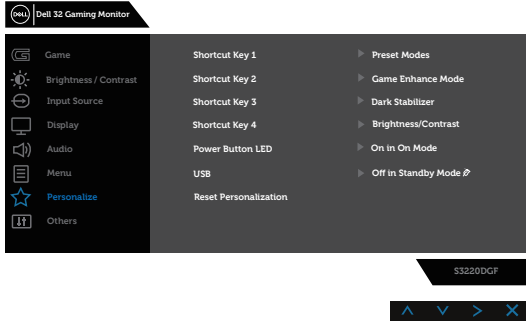 DELL Dell 32 Gaming Monitor
Game
Brightness / Contrast
Input Source
Display
Audio
Menu
Personalize
Others
Shortcut Key 1 Preset Modes
Shortcut Key 2 Game Enhance Mode
Shortcut Key 3 Dark Stabilizer
Shortcut Key 4 Brightness/Contrast
Power Button LED On in On Mode
USB Off in Standby Mode
Reset Personalization
S3220DGF